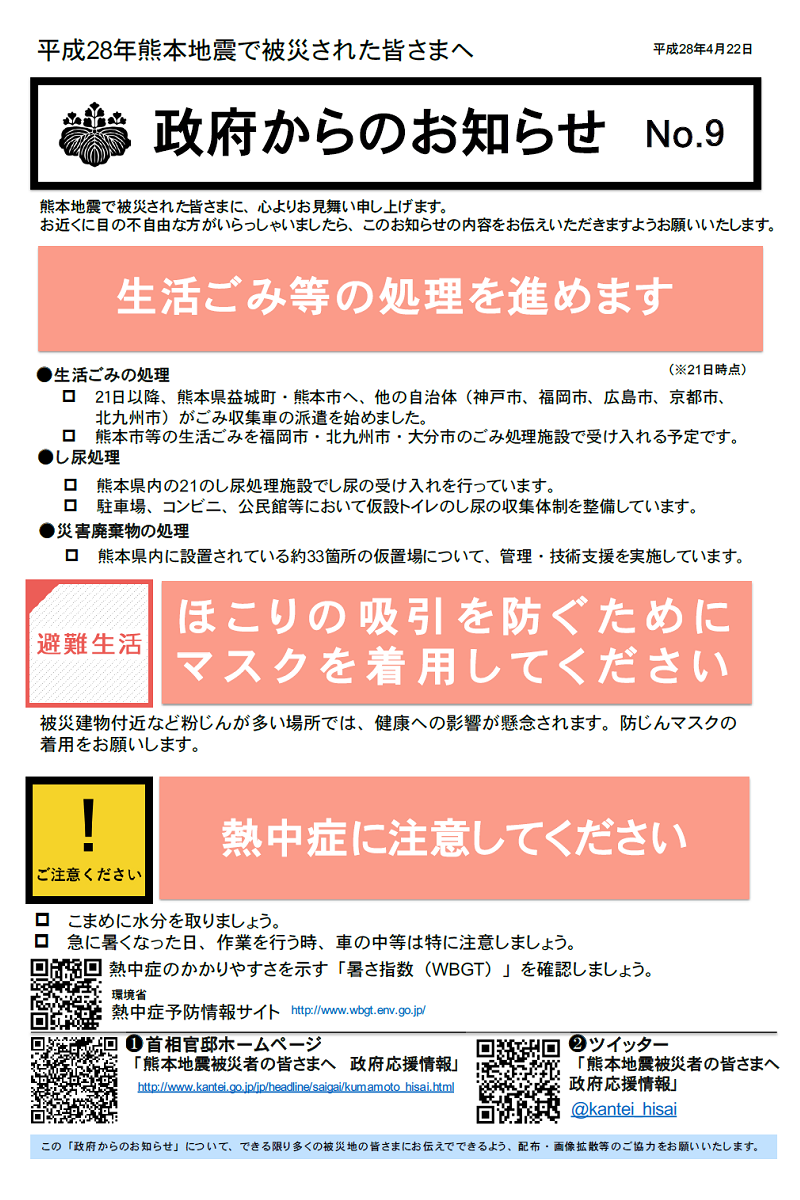 平成28年熊本地震で被災された皆さまへ
平成28年4月22日
政府からのお知らせ No.9
熊本地震で被災された皆さまに、心よりお見舞い申し上げます。
お近くに目の不自由な方がいらっしゃいましたら、このお知らせの内容をお伝えいただきますようお願いいたします。
生活ごみ等の処理を進めます
●生活ごみの処理
（※21日時点）
21日以降、熊本県益城町・熊本市へ、他の自治体（神戸市、福岡市、広島市、京都市、
北九州市）がごみ収集車の派遣を始めました。
熊本市等の生活ごみを福岡市・北九州市・大分市のごみ処理施設で受け入れる予定です。
●し尿処理
熊本県内の21のし尿処理施設でし尿の受け入れを行っています。
駐車場、コンビニ、公民館等において仮設トイレのし尿の収集体制を整備しています。
●災害廃棄物の処理
熊本県内に設置されている約33箇所の仮置場について、管理・技術支援を実施しています。
避難生活
ほこりの吸引を防ぐために
マスクを着用してください
被災建物付近など粉じんが多い場所では、健康への影響が懸念されます。防じんマスクの
着用をお願いします。
!
ご注意ください
熱中症に注意してください
こまめに水分を取りましょう。
急に暑くなった日、作業を行う時、車の中等は特に注意しましょう。
熱中症のかかりやすさを示す「暑さ指数（WBGT）」を確認しましょう。
環境省
熱中症予防情報サイト http://www.wbgt.env.go.jp/
❶首相官邸ホームページ
「熊本地震被災者の皆さまへ　政府応援情報」
http://www.kantei.go.jp/jp/headline/saigai/kumamoto_hisai.html
❷ツイッター
「熊本地震被災者の皆さまへ
政府応援情報」
@kantei_hisai
この「政府からのお知らせ」について、できる限り多くの被災地の皆さまにお伝えできるよう、配布・画像拡散等のご協力をお願いいたします。